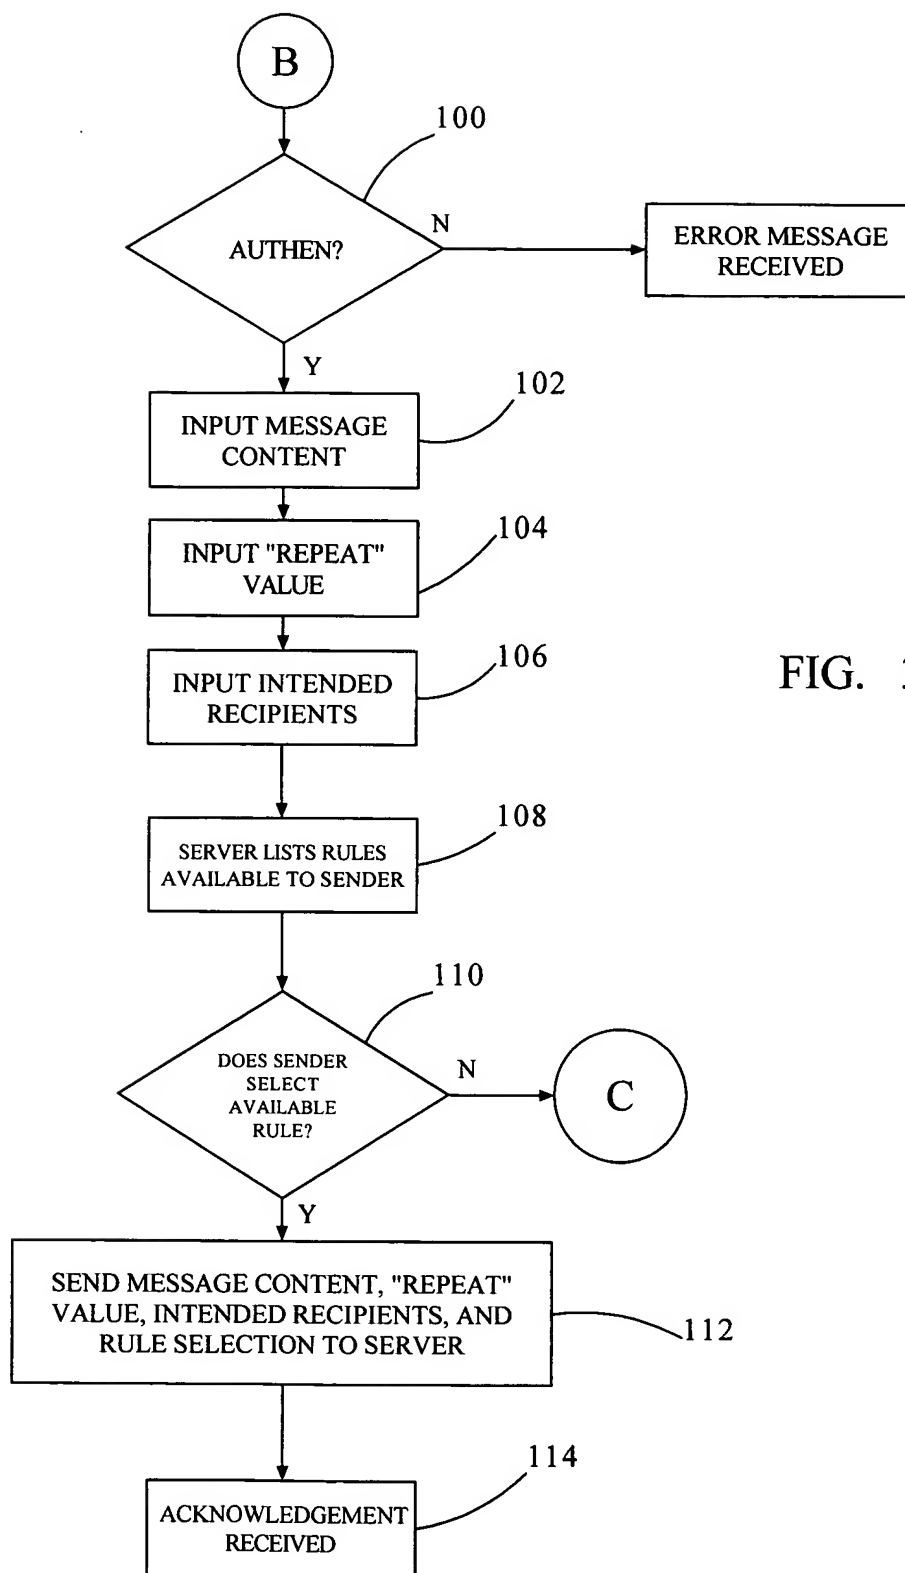 B
100
AUTHEN?
N
ERROR MESSAGE
RECEIVED
Y
102
INPUT MESSAGE
CONTENT
104
INPUT "REPEAT"
VALUE
106
INPUT INTENDED
RECIPIENTS
FIG.
108
SERVER LISTS RULES
AVAILABLE TO SENDER
110
DOES SENDER
SELECT
AVAILABLE
RULE?
N
C
Y
SEND MESSAGE CONTENT, "REPEAT"
VALUE, INTENDED RECIPIENTS, AND
RULE SELECTION TO SERVER
112
114
ACKNOWLEDGEMENT
RECEIVED